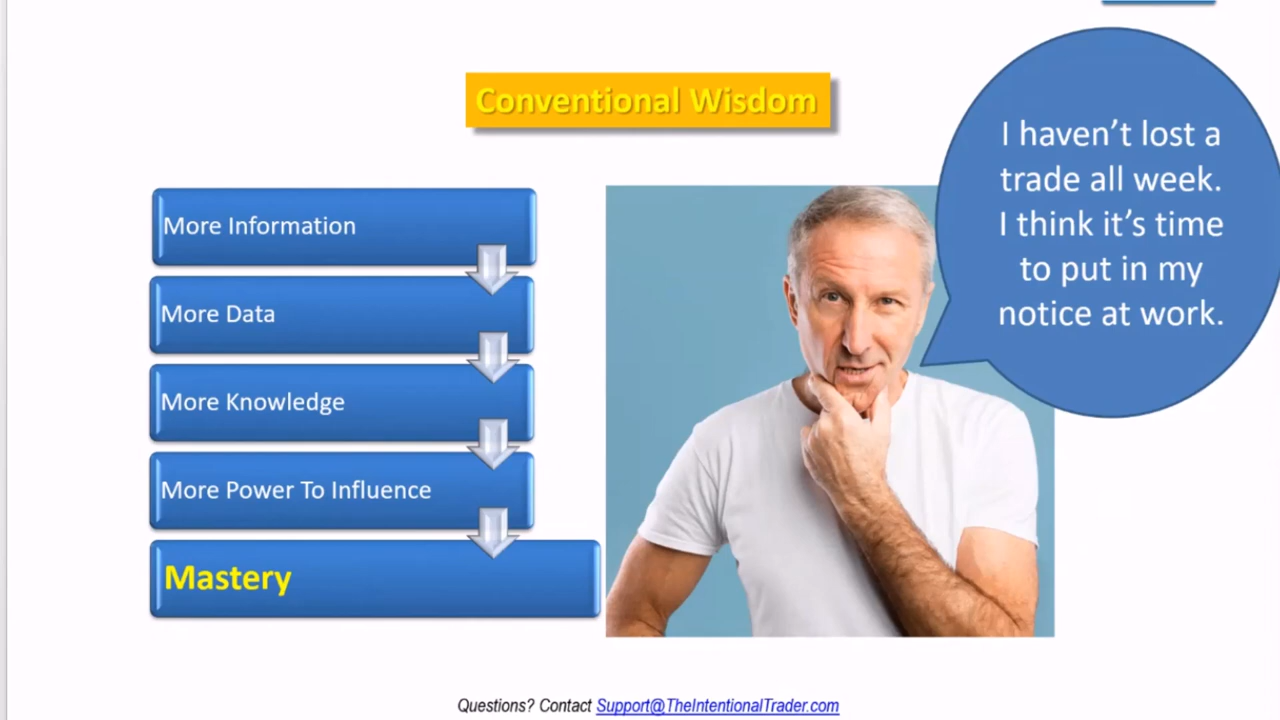 Conventional Wisdom
More Information
More Data
More Knowledge
More Power To Influence
Mastery
I haven’t lost a
trade all week.
I think it’s time
to put in my
notice at work.
Questions? Contact Support@TheIntentionalTrader.com